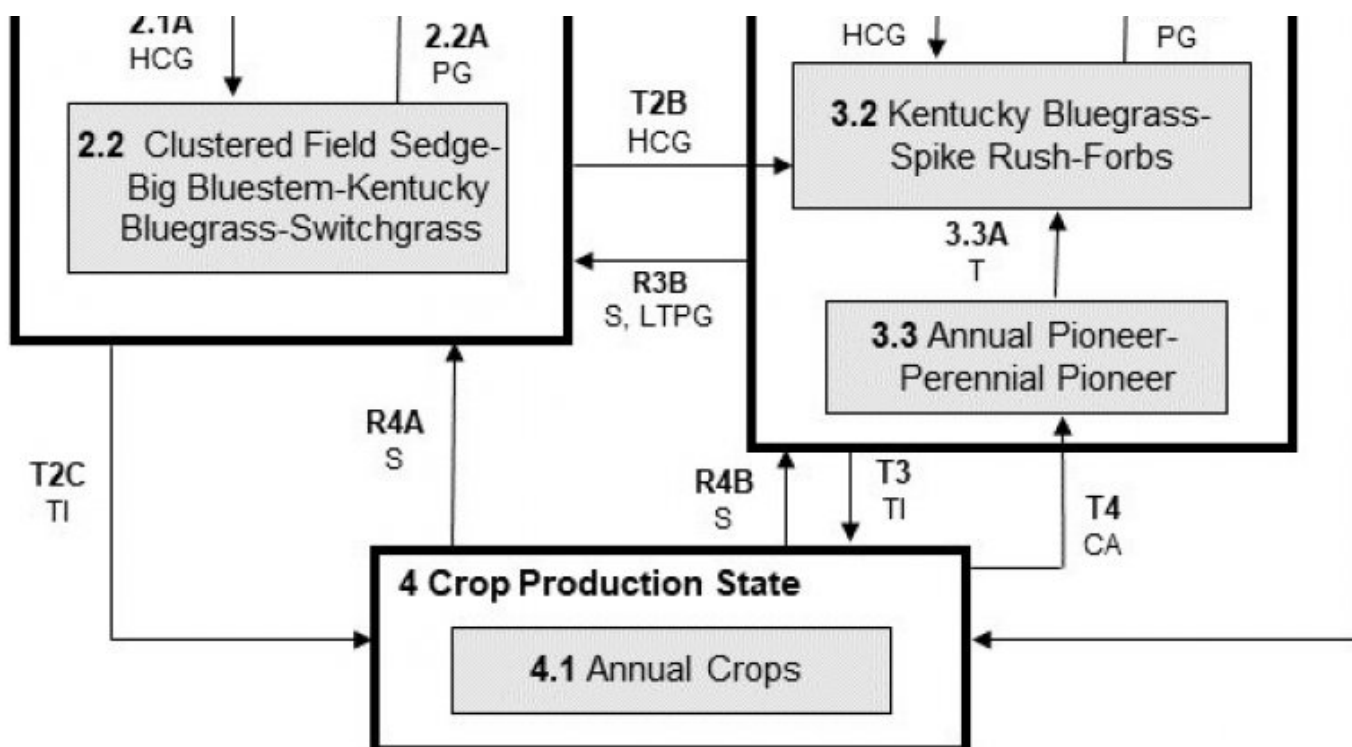 2.1A
HCG
2.2A
PG
2.2 Clustered Field Sedge-
Big Bluestem-Kentucky
Bluegrass-Switchgrass
T2B
HCG
R3B
S, LTPG
HCG
PG
3.2 Kentucky Bluegrass-
Spike Rush-Forbs
3.3A
T
3.3 Annual Pioneer-
Perennial Pioneer
T2C
TI
R4A
S
R4B
S
T3
TI
T4
CA
4 Crop Production State
4.1 Annual Crops